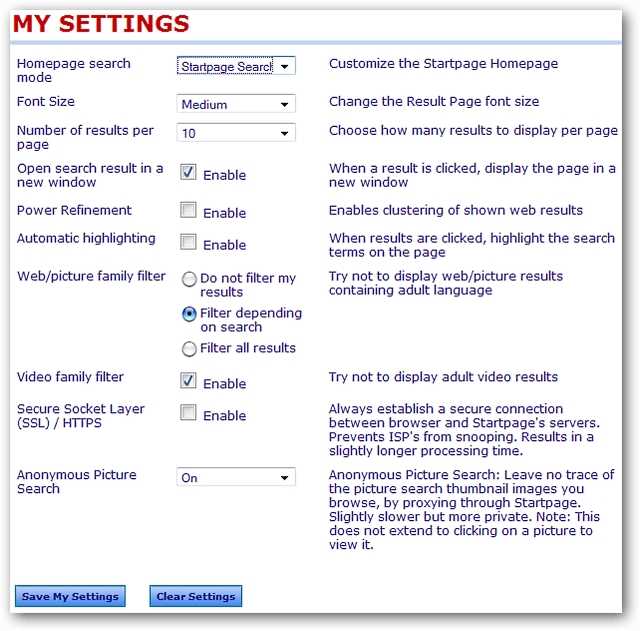 MY SETTINGS
Homepage search
mode
Startpage Search
Customize the Startpage Homepage
Font Size
Medium
Change the Result Page font size
Number of results per
page
10
Choose how many results to display per page
Open search result in a
new window
Enable
When a result is clicked, display the page in a
new window
Power Refinement
Enable
Enables clustering of shown web results
Automatic highlighting
Enable
When results are clicked, highlight the search
terms on the page
Web/picture family filter
Do not filter my
results
Filter depending
on search
Filter all results
Try not to display web/picture results
containing adult language
Video family filter
Enable
Try not to display adult video results
Secure Socket Layer
(SSL) / HTTPS
Enable
Always establish a secure connection
between browser and Startpage's servers.
Prevents ISP's from snooping. Results in a
slightly longer processing time.
Anonymous Picture
Search
On
Anonymous Picture Search: Leave no trace of
the picture search thumbnail images you
browse, by proxying through Startpage.
Slightly slower but more private. Note: This
does not extend to clicking on a picture to
view it.
Save My Settings
Clear Settings